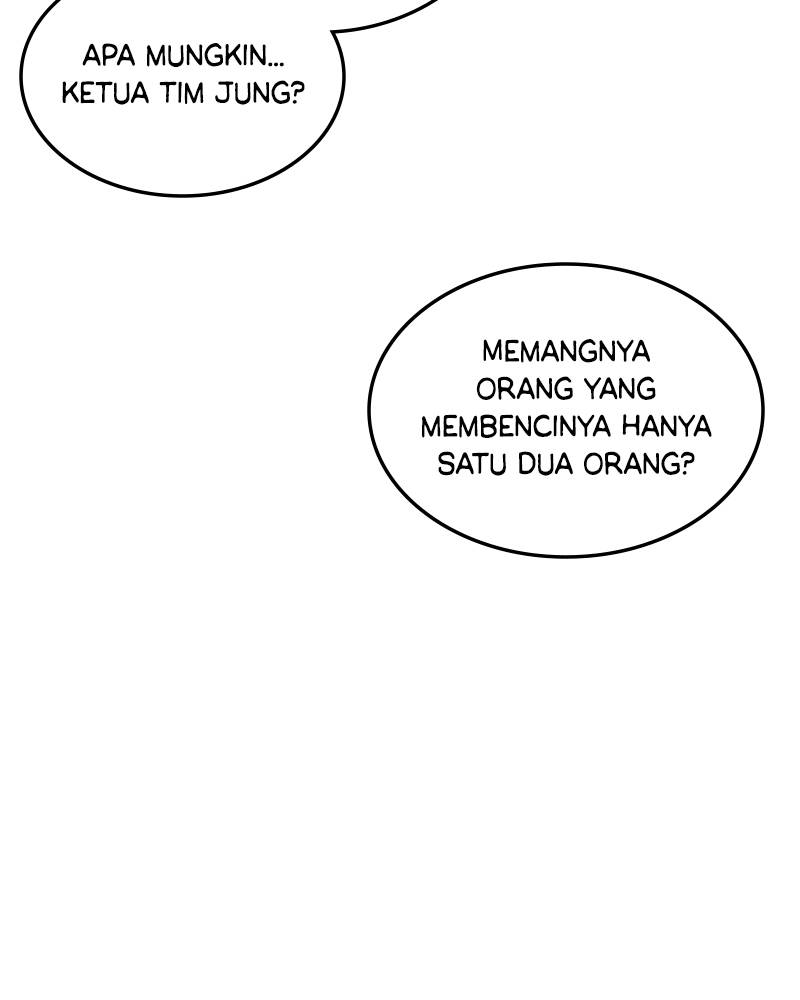 APA MUNGKIN...
KETUA TIM JUNG?
MEMANGNYA
ORANG YANG
MEMBENCINYA HANYA
SATU DUA ORANG?